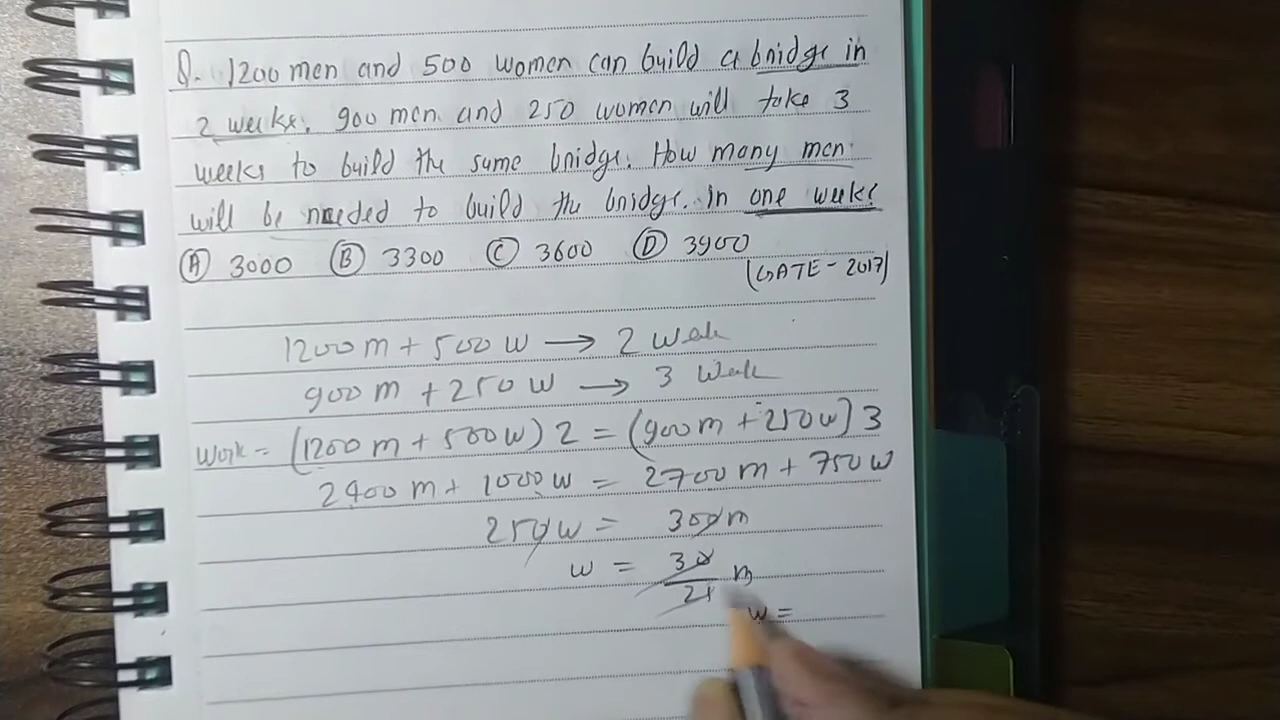 Q. 1200 men and 500 women can build a bridge in
2 weeks. 900 men and 250 women will take 3
weeks to build the same bridge. How many men
will be needed to build the bridge. in one week?
(A) 3000 (B) 3300 (C) 3600 (D) 3900
(GATE - 2017)
1200 m + 500 w → 2 Week
900 m + 250 w → 3 Week
Work = (1200 m + 500 w) 2 = (900 m + 250 w) 3
2400 m + 1000 w = 2700 m + 750 w
250 w = 300 m
w = 30/25 m
w =